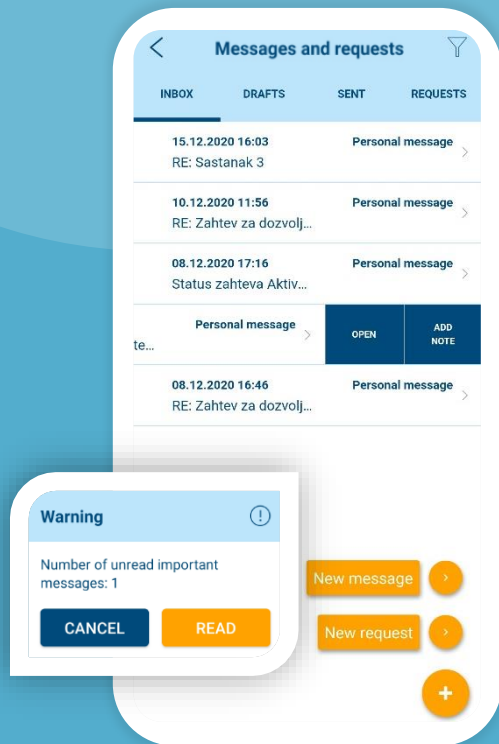 Messages and requests
INBOX DRAFTS SENT REQUESTS
15.12.2020 16:03 Personal message
RE: Sastanak 3
10.12.2020 11:56 Personal message
RE: Zahtev za dozvolj...
08.12.2020 17:16 Personal message
Status zahteva Aktiv...
Personal message
te...
OPEN
ADD
NOTE
08.12.2020 16:46 Personal message
RE: Zahtev za dozvolj...
Warning
Number of unread important
messages: 1
CANCEL READ
New message
New request